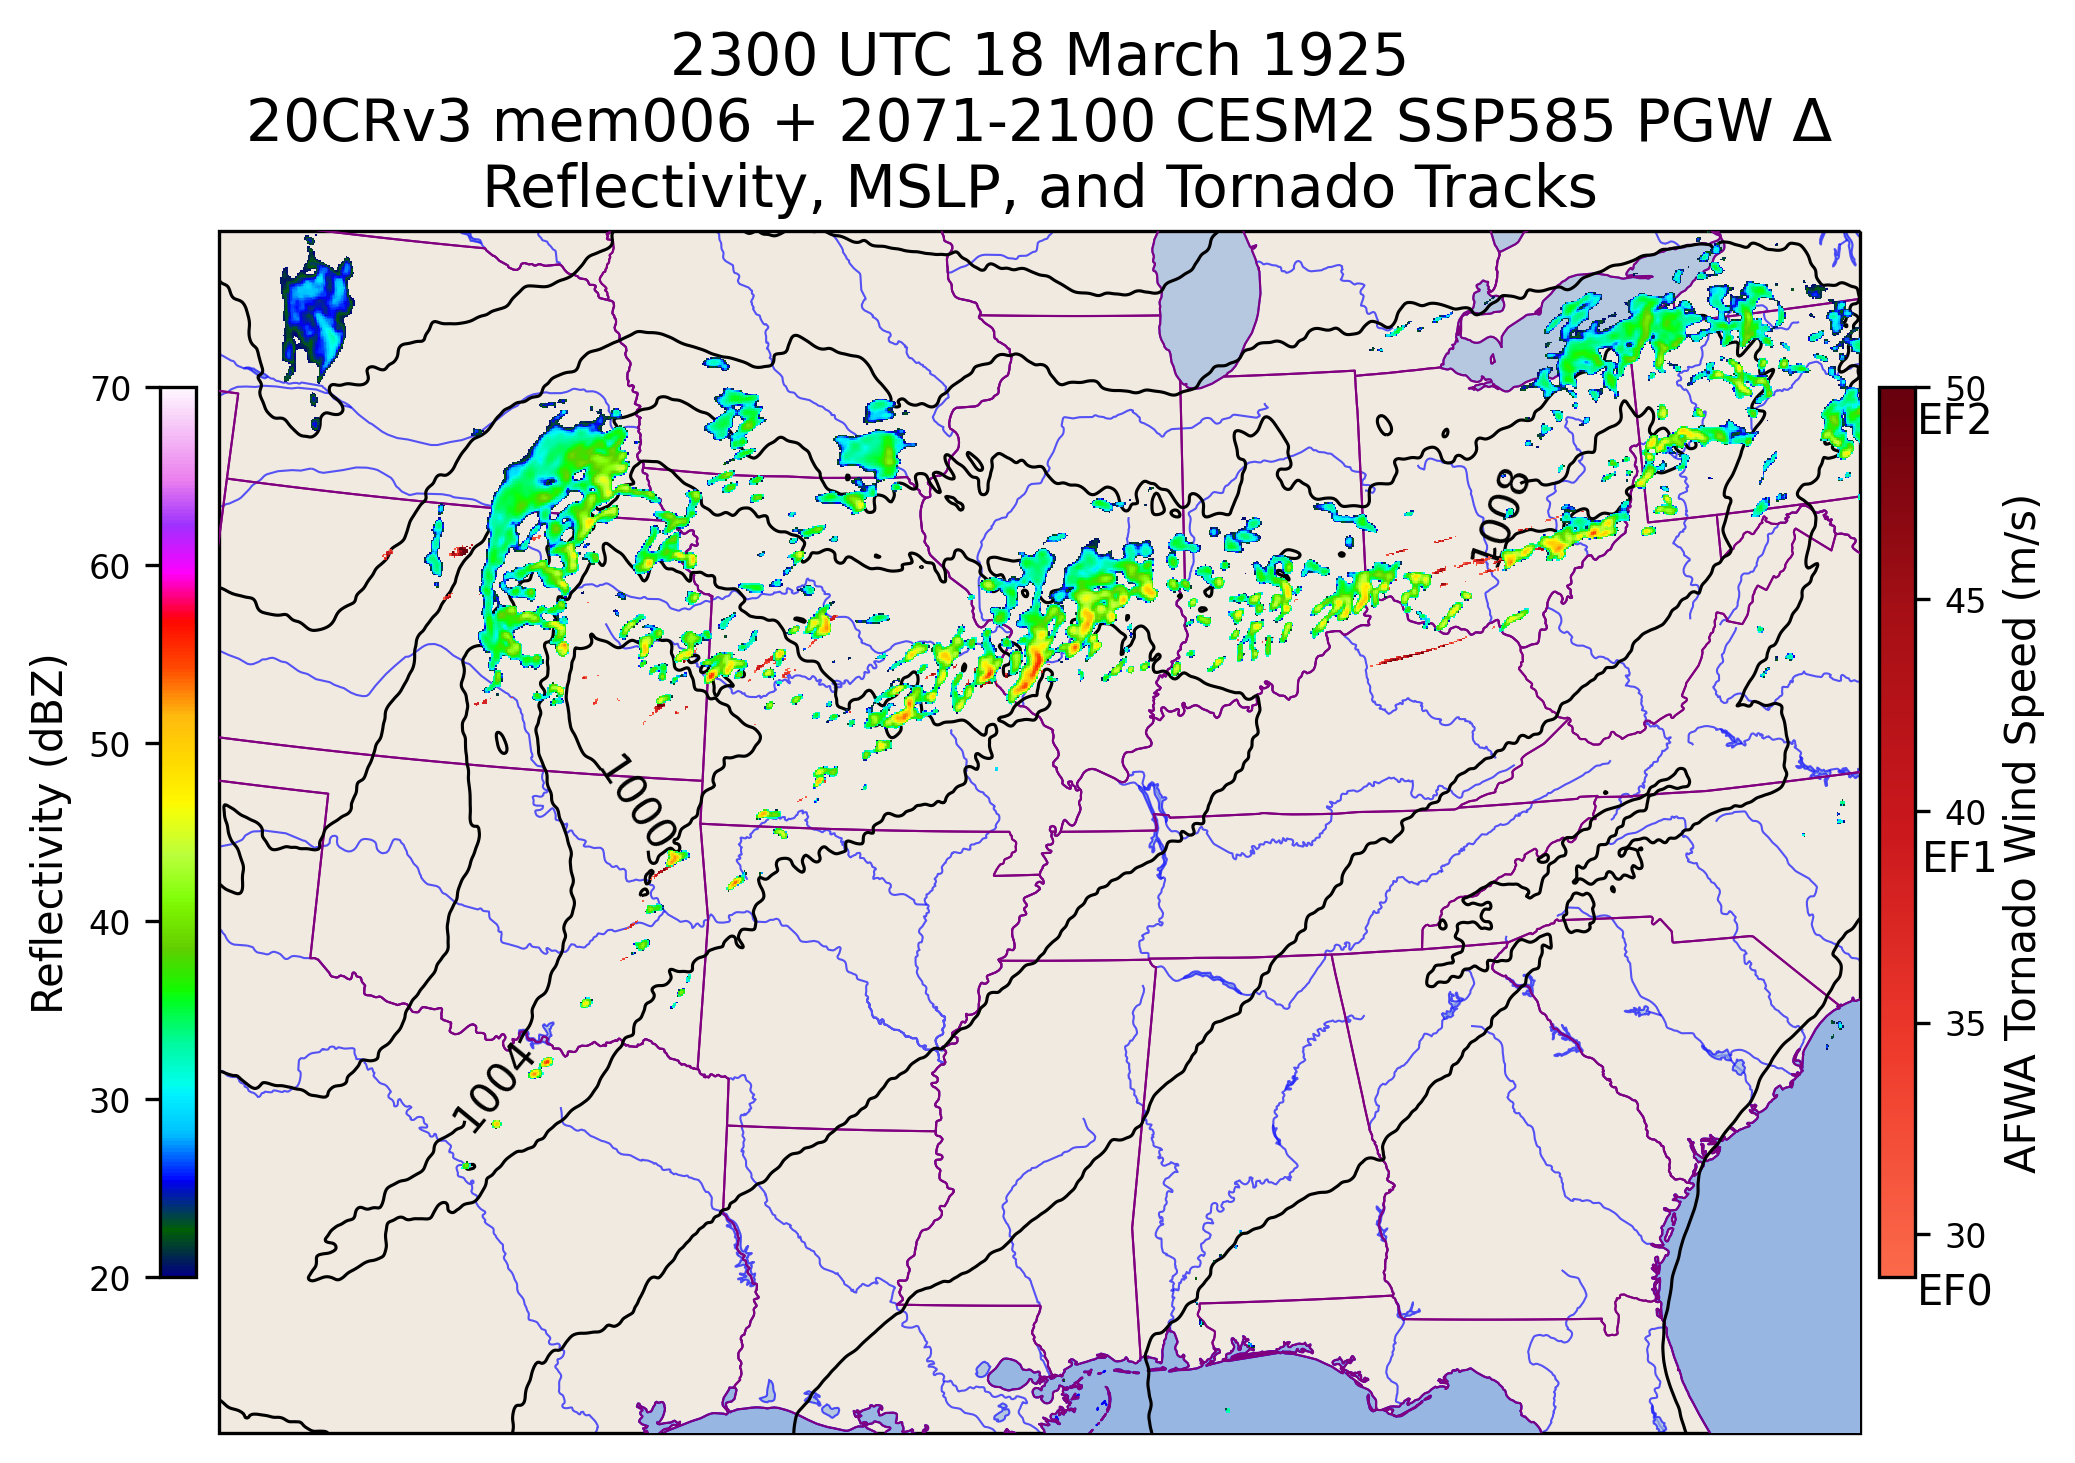 2300 UTC 18 March 1925
20CRv3 mem006 + 2071-2100 CESM2 SSP585 PGW Δ
Reflectivity, MSLP, and Tornado Tracks
70
60
50
40
30
20
Reflectivity (dBZ)
1008
1000
1004
50
EF2
45
40
EF1
35
30
EF0
AFWA Tornado Wind Speed (m/s)